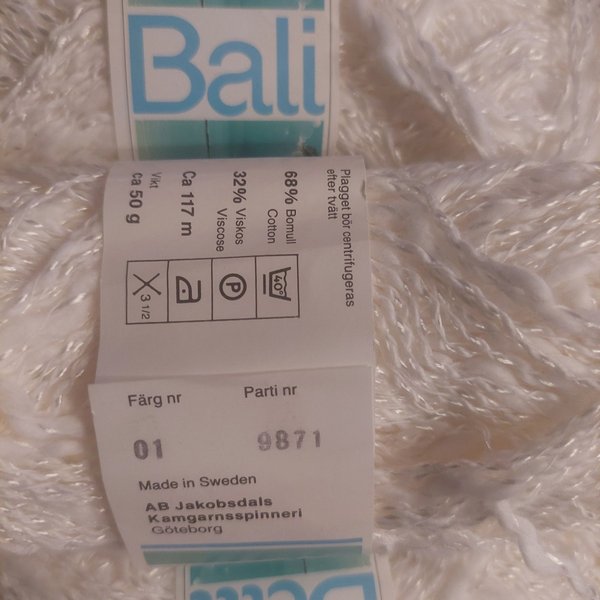 Bali
Plagget bör centrifugeras
efter tvätt
68% Bomull
Cotton
32% Viskos
Viscose
Ca 117 m
Vikt
ca 50 g
40°
P
3 1/2
Färg nr
Parti nr
01
9871
Made in Sweden
AB Jakobsdals
Kamgarnsspinneri
Göteborg